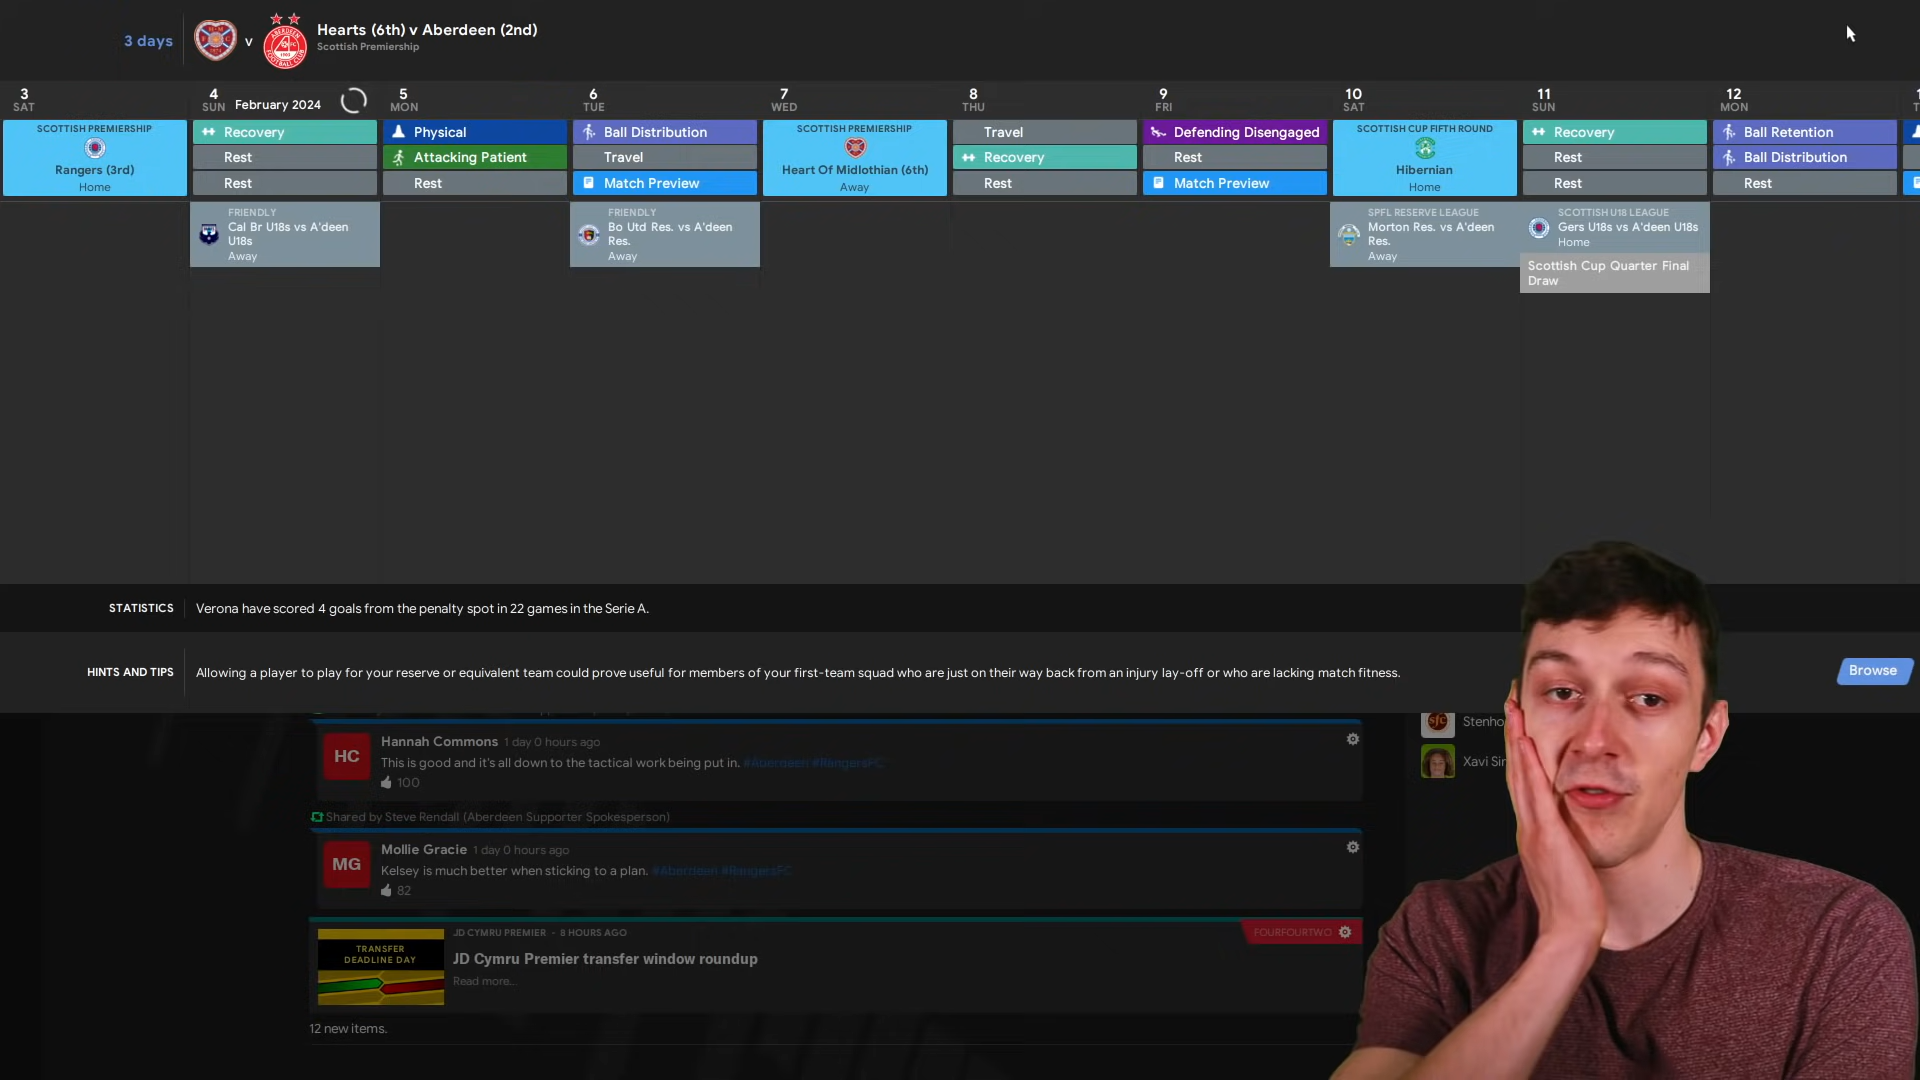 3 days
v
Hearts (6th) v Aberdeen (2nd)
Scottish Premiership
3
SAT
4
SUN
February 2024
5
MON
6
TUE
7
WED
8
THU
9
FRI
10
SAT
11
SUN
12
MON
SCOTTISH PREMIERSHIP
Rangers (3rd)
Home
Recovery
Rest
Rest
Physical
Attacking Patient
Rest
Ball Distribution
Travel
Match Preview
SCOTTISH PREMIERSHIP
Heart Of Midlothian (6th)
Away
Travel
Recovery
Rest
Defending Disengaged
Rest
Match Preview
SCOTTISH CUP FIFTH ROUND
Hibernian
Home
Recovery
Rest
Rest
Ball Retention
Ball Distribution
Rest
FRIENDLY
Cal Br U18s vs A'deen
U18s
Away
FRIENDLY
Bo Utd Res. vs A'deen
Res.
Away
SPFL RESERVE LEAGUE
Morton Res. vs A'deen
Res.
Away
SCOTTISH U18 LEAGUE
Gers U18s vs A'deen U18s
Home
Scottish Cup Quarter Final
Draw
STATISTICS
Verona have scored 4 goals from the penalty spot in 22 games in the Serie A.
HINTS AND TIPS
Allowing a player to play for your reserve or equivalent team could prove useful for members of your first-team squad who are just on their way back from an injury lay-off or who are lacking match fitness.
Browse
HC
Hannah Commons 1 day 0 hours ago
This is good and it's all down to the tactical work being put in. #Aberdeen #RangersFC
100
Shared by Steve Rendall (Aberdeen Supporter Spokesperson)
MG
Mollie Gracie 1 day 0 hours ago
Kelsey is much better when sticking to a plan. #Aberdeen #RangersFC
82
TRANSFER
DEADLINE DAY
JD CYMRU PREMIER - 8 HOURS AGO
FOURFOURTWO
JD Cymru Premier transfer window roundup
Read more...
12 new items.
sfc
Stenho
Xavi Sir